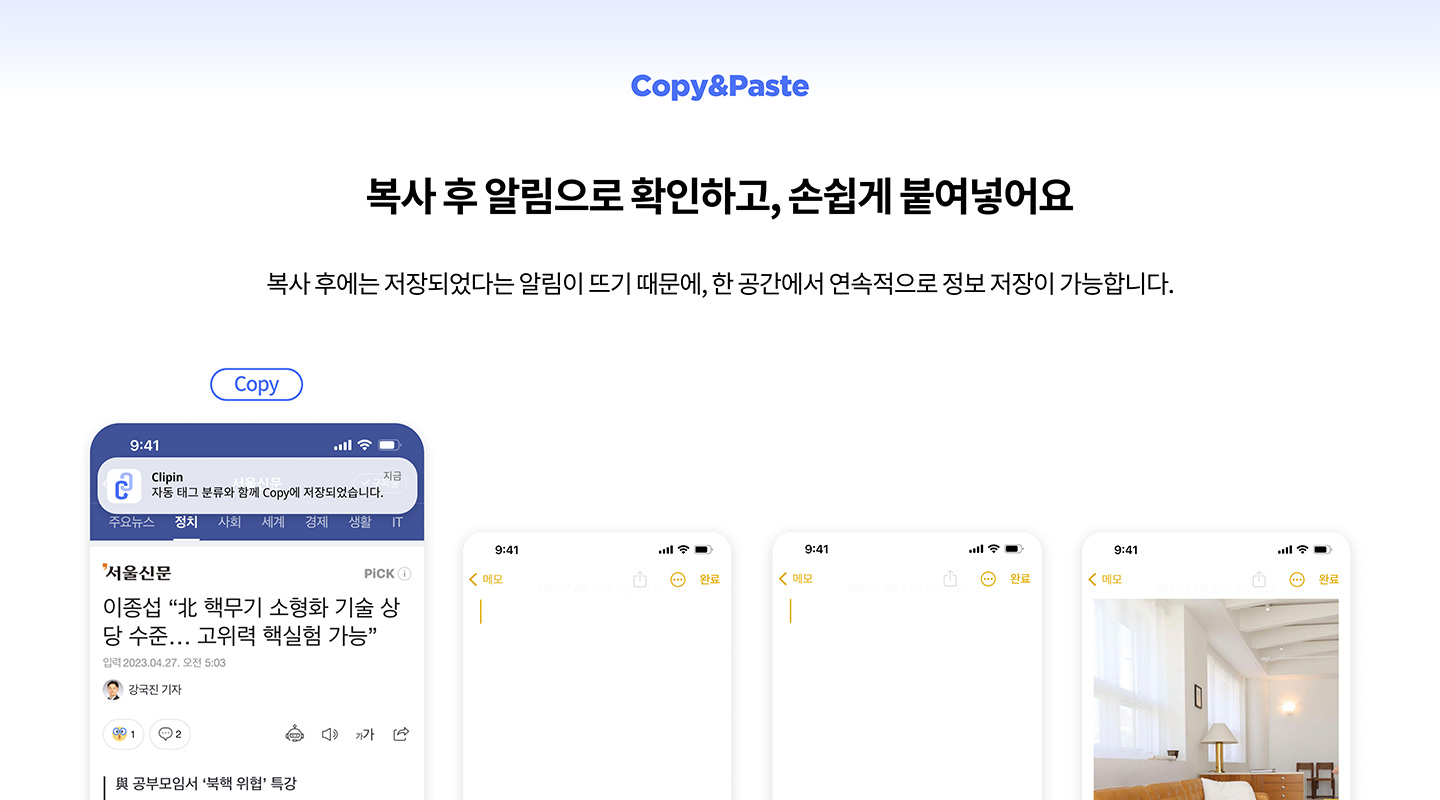 Copy&Paste
복사 후 알림으로 확인하고, 손쉽게 붙여넣어요
복사 후에는 저장되었다는 알림이 뜨기 때문에, 한 공간에서 연속적으로 정보 저장이 가능합니다.
Copy
9:41
Clipin
지금
자동 태그 분류와 함께 Copy에 저장되었습니다.
서울신문
주요뉴스 정치 사회 세계 경제 생활 IT
서울신문
PiCK
이종섭 “北 핵무기 소형화 기술 상
당 수준… 고위력 핵실험 가능”
입력 2023.04.27. 오전 5:03
강국진 기자
1
2
가가
與 공부모임서 ‘북핵 위협’ 특강
9:41
메모
완료
9:41
메모
완료
9:41
메모
완료